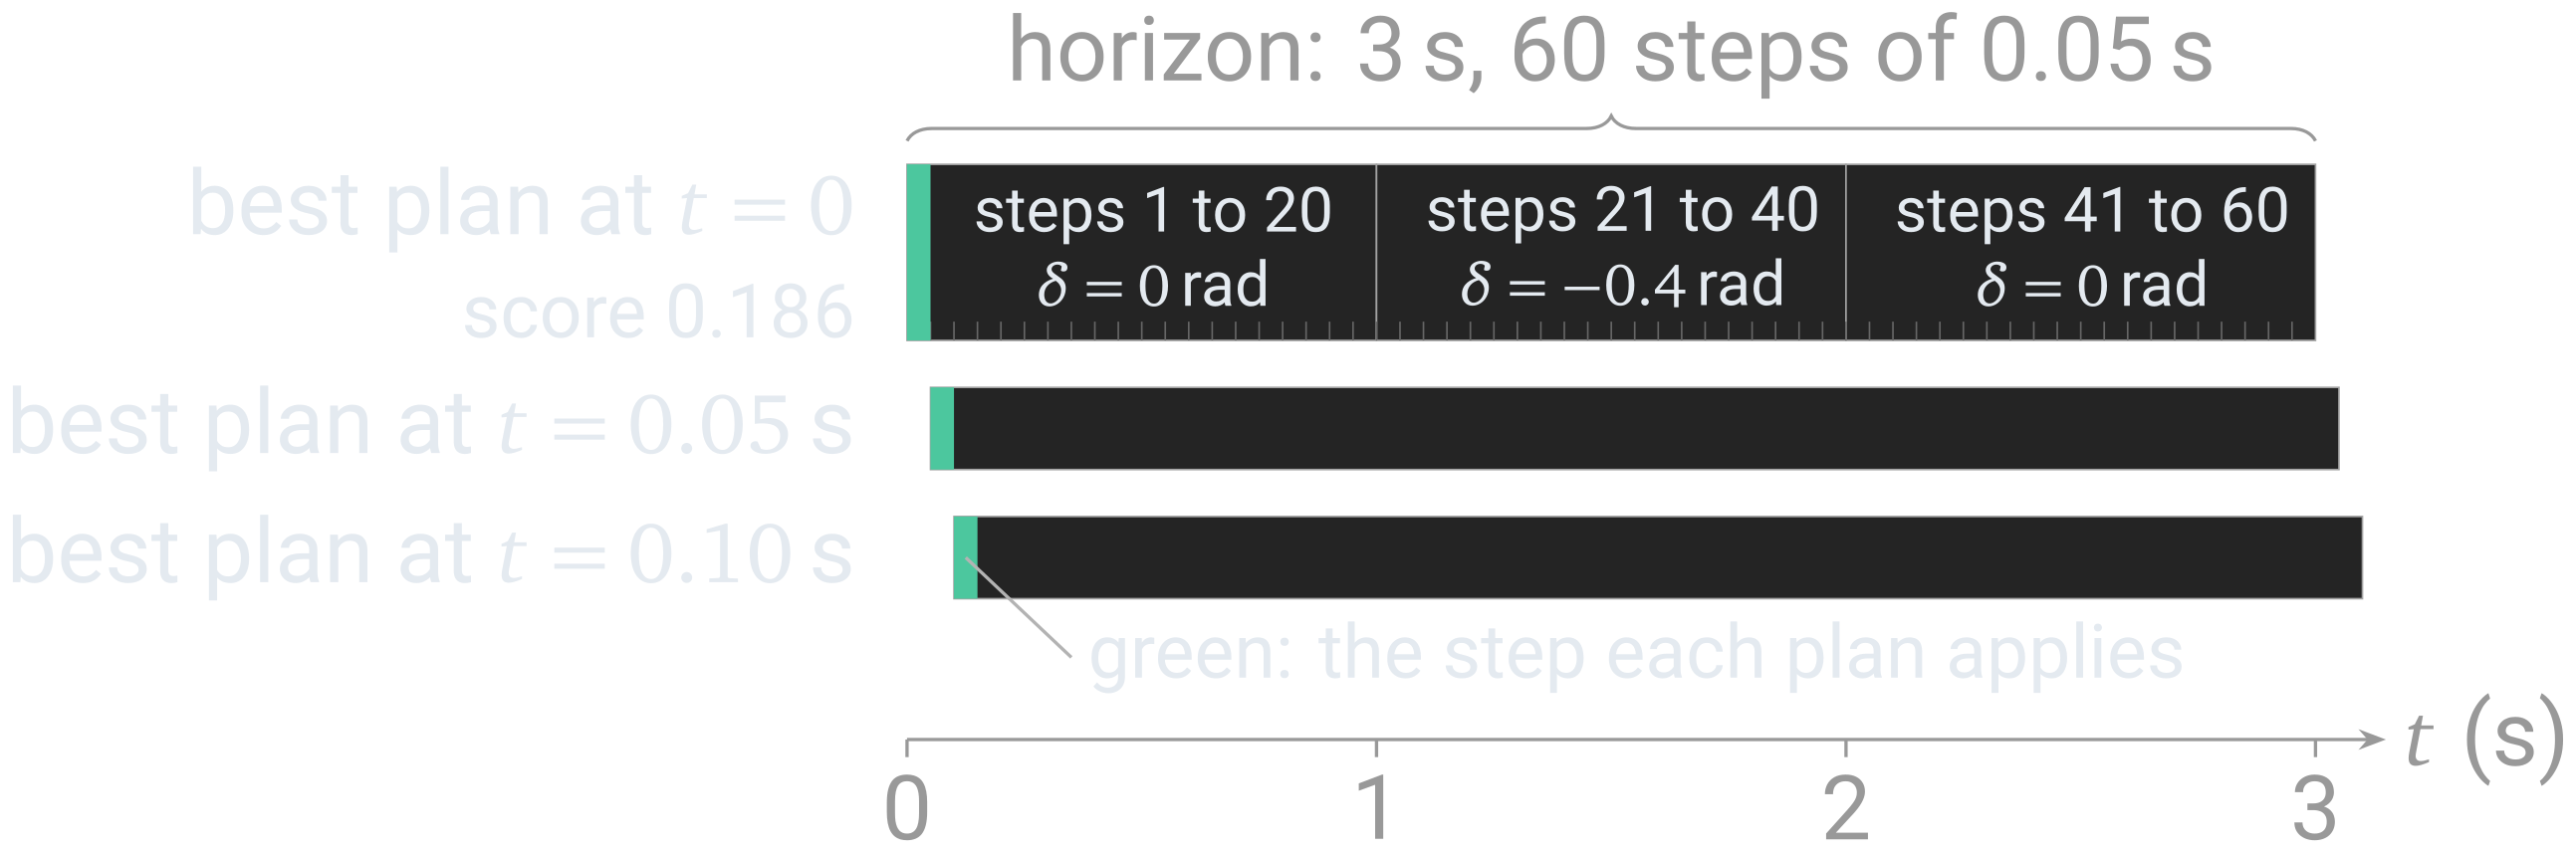 horizon: 3 s, 60 steps of 0.05 s
best plan at t = 0
score 0.186
steps 1 to 20
δ = 0 rad
steps 21 to 40
δ = −0.4 rad
steps 41 to 60
δ = 0 rad
best plan at t = 0.05 s
best plan at t = 0.10 s
green: the step each plan applies
t (s)
0 1 2 3